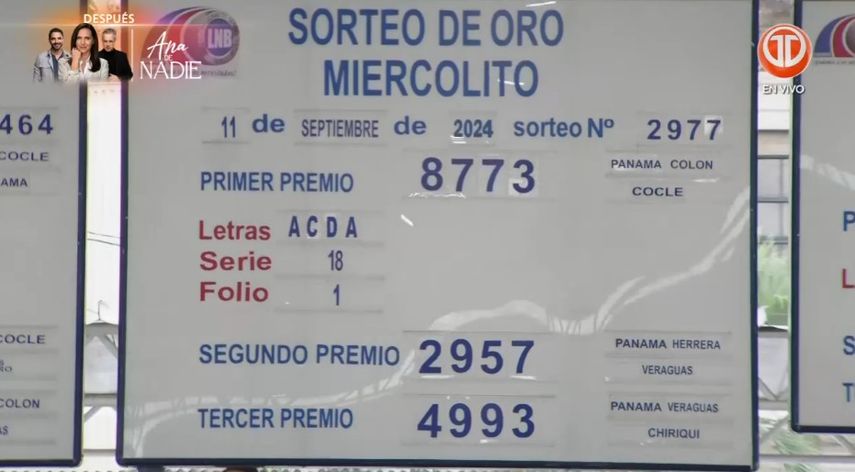 DESPUÉS
Ana
DE
NADIE
LNB
SORTEO DE ORO
MIERCOLITO
11 de SEPTIEMBRE de 2024 sorteo Nº 2977
PRIMER PREMIO 8773 PANAMA COLON
COCLE
Letras A C D A
Serie 18
Folio 1
SEGUNDO PREMIO 2957 PANAMA HERRERA
VERAGUAS
TERCER PREMIO 4993 PANAMA VERAGUAS
CHIRIQUI
EN VIVO
464
COCLE
AMA
COCLE
COLON